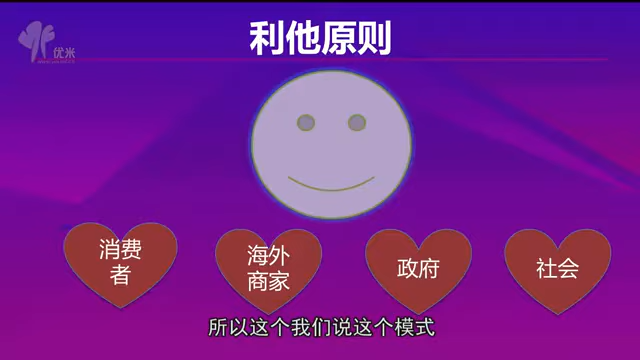 利他原则
优米
消费
者
海外
商家
政府
社会
所以这个我们说这个模式